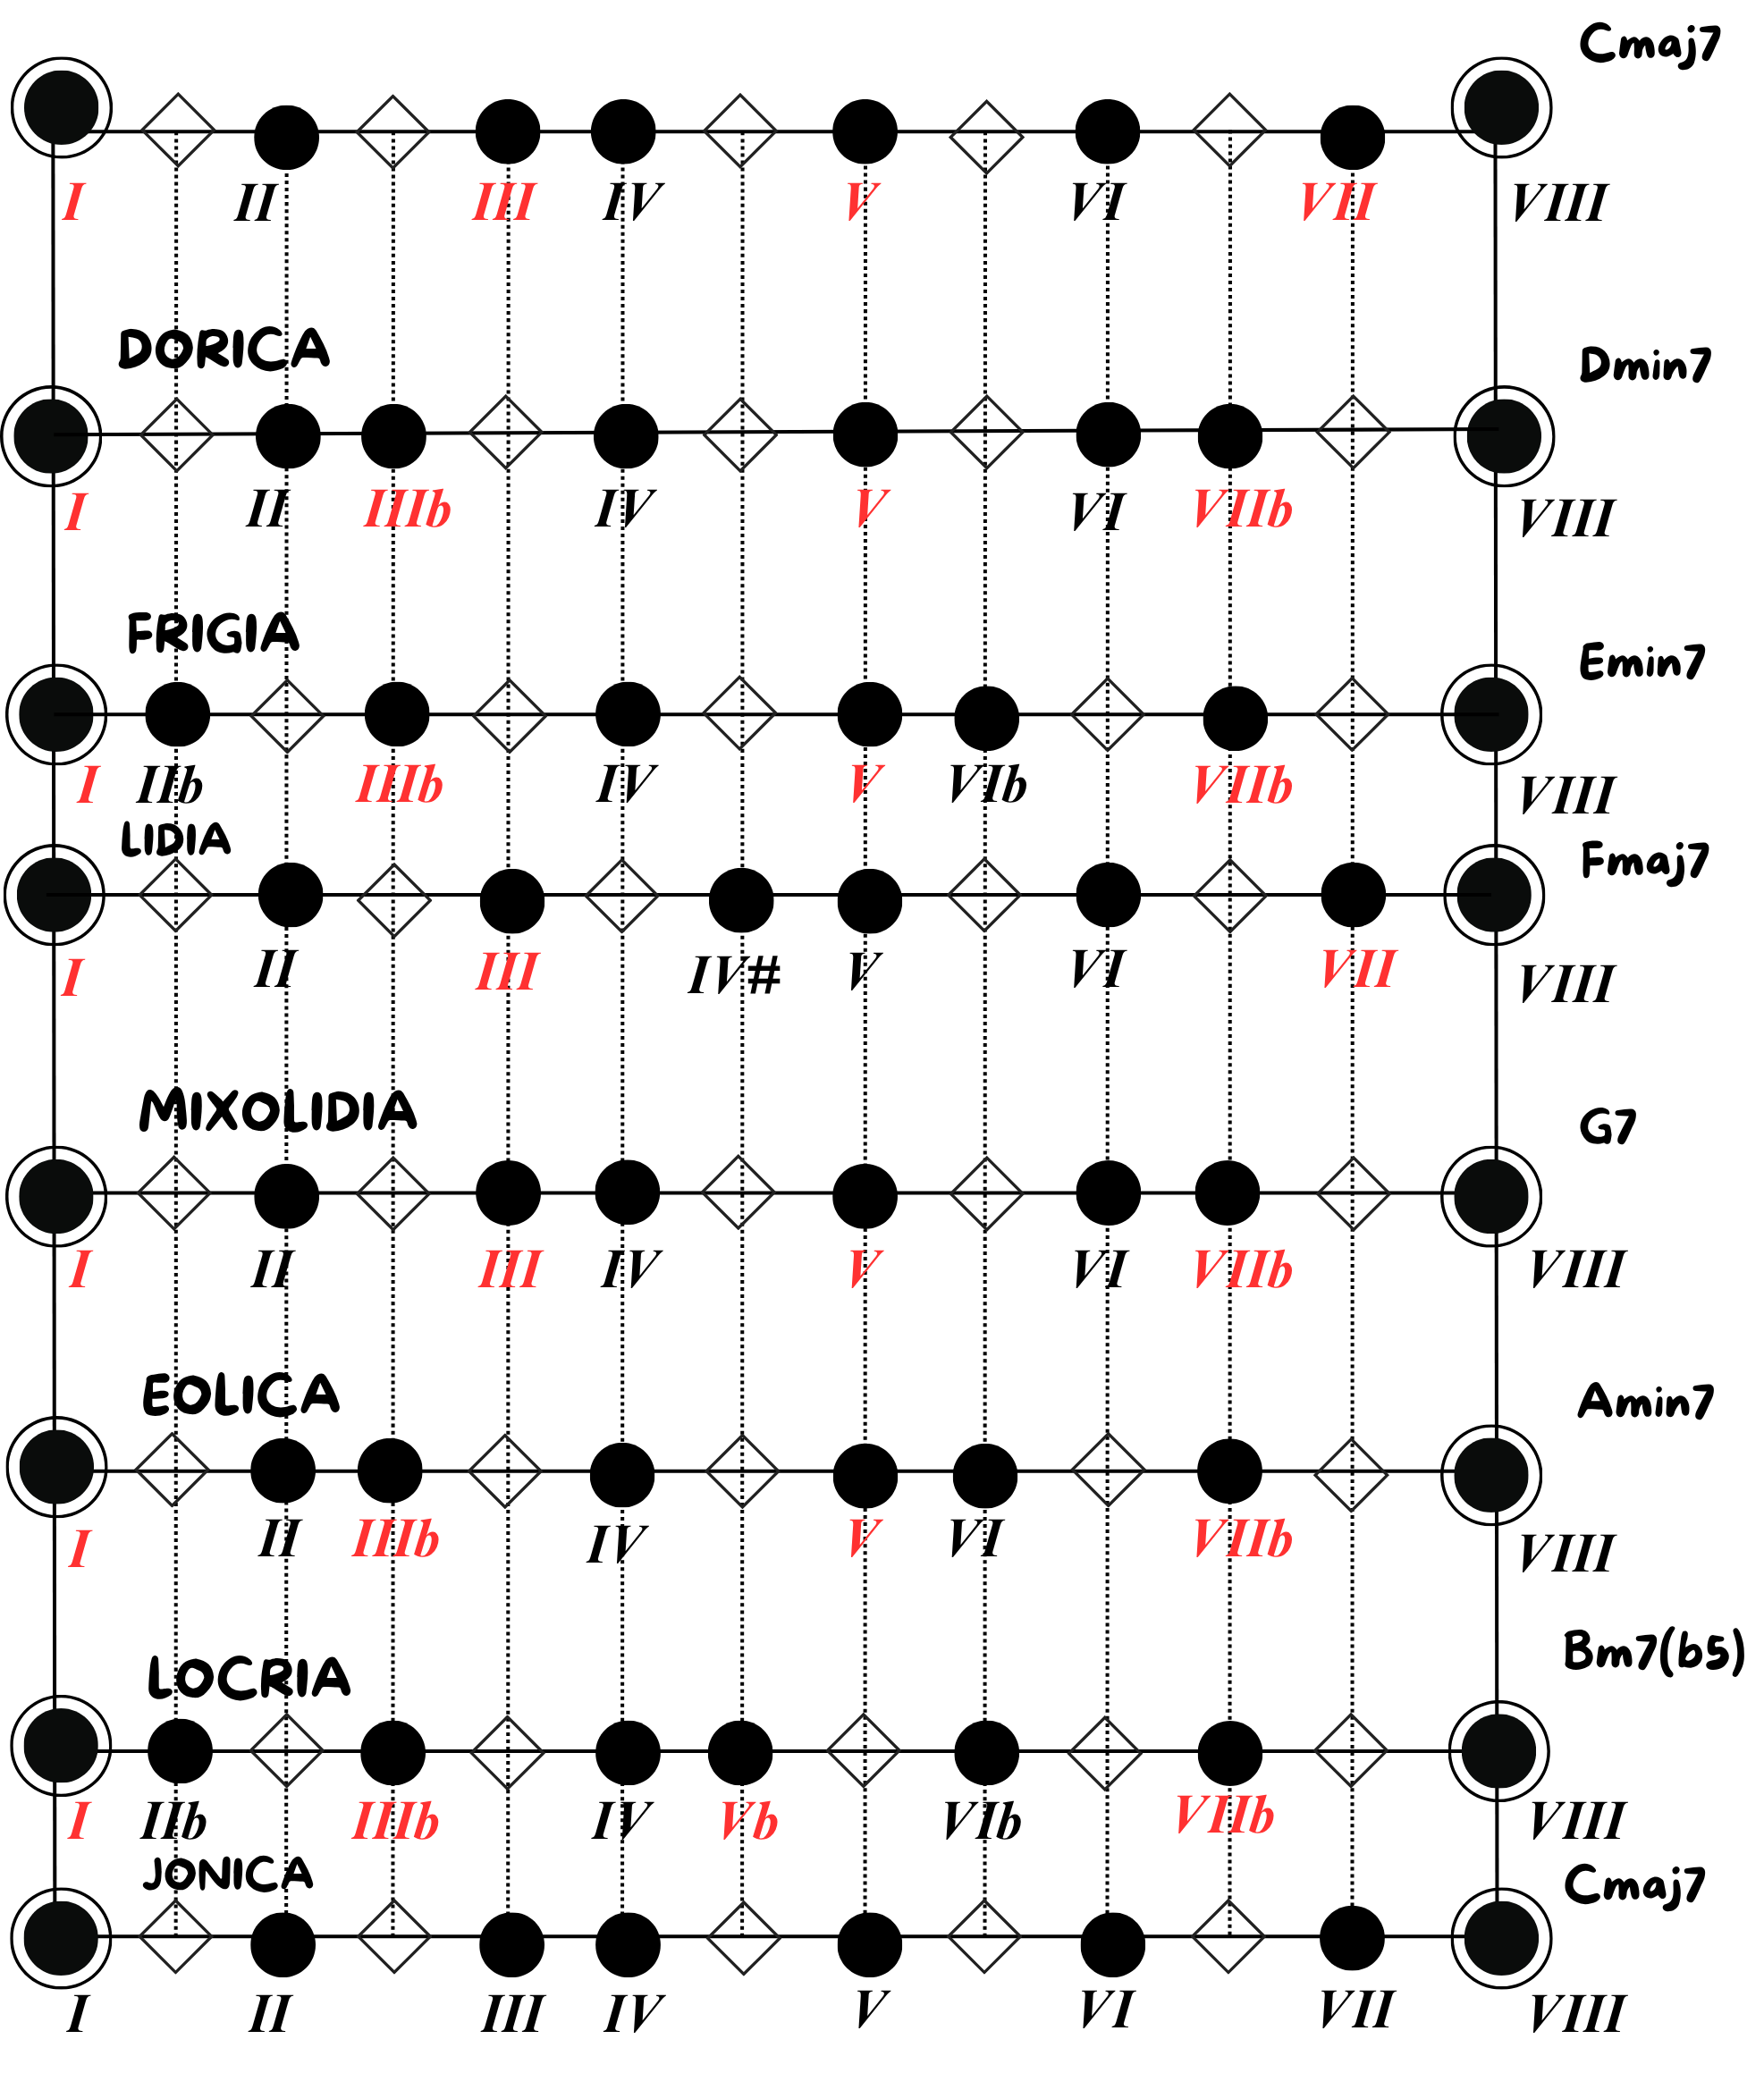 Cmaj7
I II III IV V VI VII VIII
DORICA Dmin7
I II IIIb IV V VI VIIb VIII
FRIGIA Emin7
I IIb IIIb IV V VIb VIIb VIII
LIDIA Fmaj7
I II III IV# V VI VII VIII
MIXOLIDIA G7
I II III IV V VI VIIb VIII
EOLICA Amin7
I II IIIb IV V VI VIIb VIII
LOCRIA Bm7(b5)
I IIb IIIb IV Vb VIb VIIb VIII
JONICA Cmaj7
I II III IV V VI VII VIII